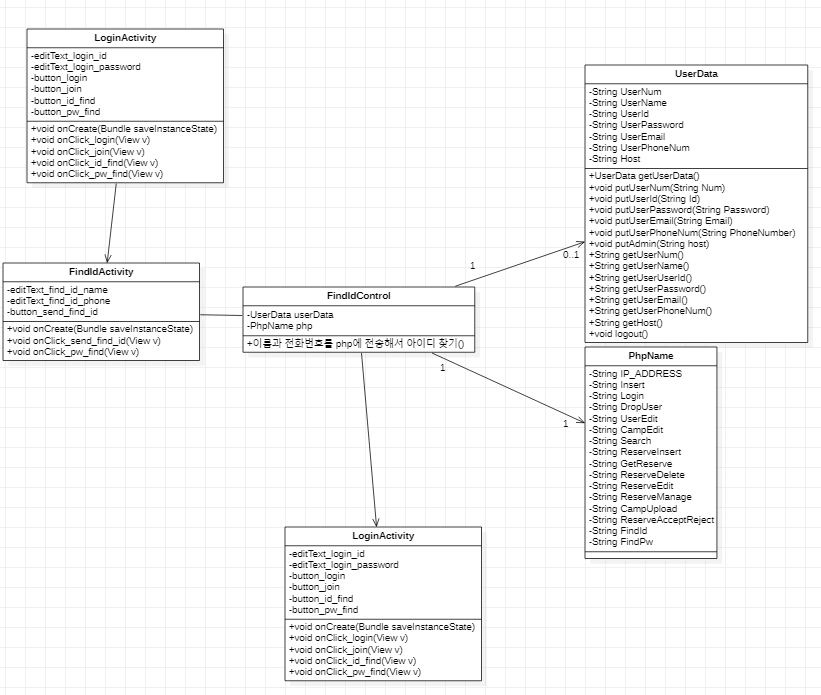 LoginActivity
-editText_login_id
-editText_login_password
-button_login
-button_join
-button_id_find
-button_pw_find
+void onCreate(Bundle saveInstanceState)
+void onClick_login(View v)
+void onClick_join(View v)
+void onClick_id_find(View v)
+void onClick_pw_find(View v)
UserData
-String UserNum
-String UserName
-String UserId
-String UserPassword
-String UserEmail
-String UserPhoneNum
-String Host
+UserData getUserData()
+void putUserNum(String Num)
+void putUserId(String Id)
+void putUserPassword(String Password)
+void putUserEmail(String Email)
+void putUserPhoneNum(String PhoneNumber)
+void putAdmin(String host)
+String getUserNum()
+String getUserName()
+String getUserUserId()
+String getUserPassword()
+String getUserEmail()
+String getUserPhoneNum()
+String getHost()
+void logout()
FindIdActivity
-editText_find_id_name
-editText_find_id_phone
-button_send_find_id
+void onCreate(Bundle saveInstanceState)
+void onClick_send_find_id(View v)
+void onClick_pw_find(View v)
FindIdControl
-UserData userData
-PhpName php
+이름과 전화번호를 php에 전송해서 아이디 찾기()
1
0..1
1
1
PhpName
-String IP_ADDRESS
-String Insert
-String Login
-String DropUser
-String UserEdit
-String CampEdit
-String Search
-String ReserveInsert
-String GetReserve
-String ReserveDelete
-String ReserveEdit
-String ReserveManage
-String CampUpload
-String ReserveAcceptReject
-String FindId
-String FindPw
LoginActivity
-editText_login_id
-editText_login_password
-button_login
-button_join
-button_id_find
-button_pw_find
+void onCreate(Bundle saveInstanceState)
+void onClick_login(View v)
+void onClick_join(View v)
+void onClick_id_find(View v)
+void onClick_pw_find(View v)